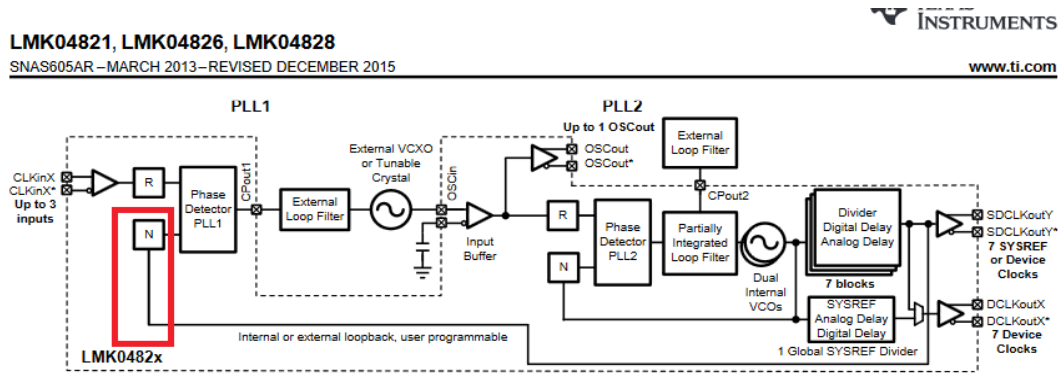 INSTRUMENTS
LMK04821, LMK04826, LMK04828
SNAS605AR – MARCH 2013 – REVISED DECEMBER 2015
www.ti.com
PLL1
PLL2
Up to 1 OSCout
External
Loop Filter
External VCXO
or Tunable
Crystal
OSCout
OSCout*
CLKinX
CLKinX*
Up to 3
inputs
R
N
Phase
Detector
PLL1
CPout1
External
Loop Filter
OSCin
Input
Buffer
R
N
Phase
Detector
PLL2
CPout2
Partially
Integrated
Loop Filter
Dual
Internal
VCOs
Divider
Digital Delay
Analog Delay
7 blocks
SYSREF
Analog Delay
Digital Delay
1 Global SYSREF Divider
SDCLKoutY
SDCLKoutY*
7 SYSREF
or Device
Clocks
DCLKoutX
DCLKoutX*
7 Device
Clocks
Internal or external loopback, user programmable
LMK0482x